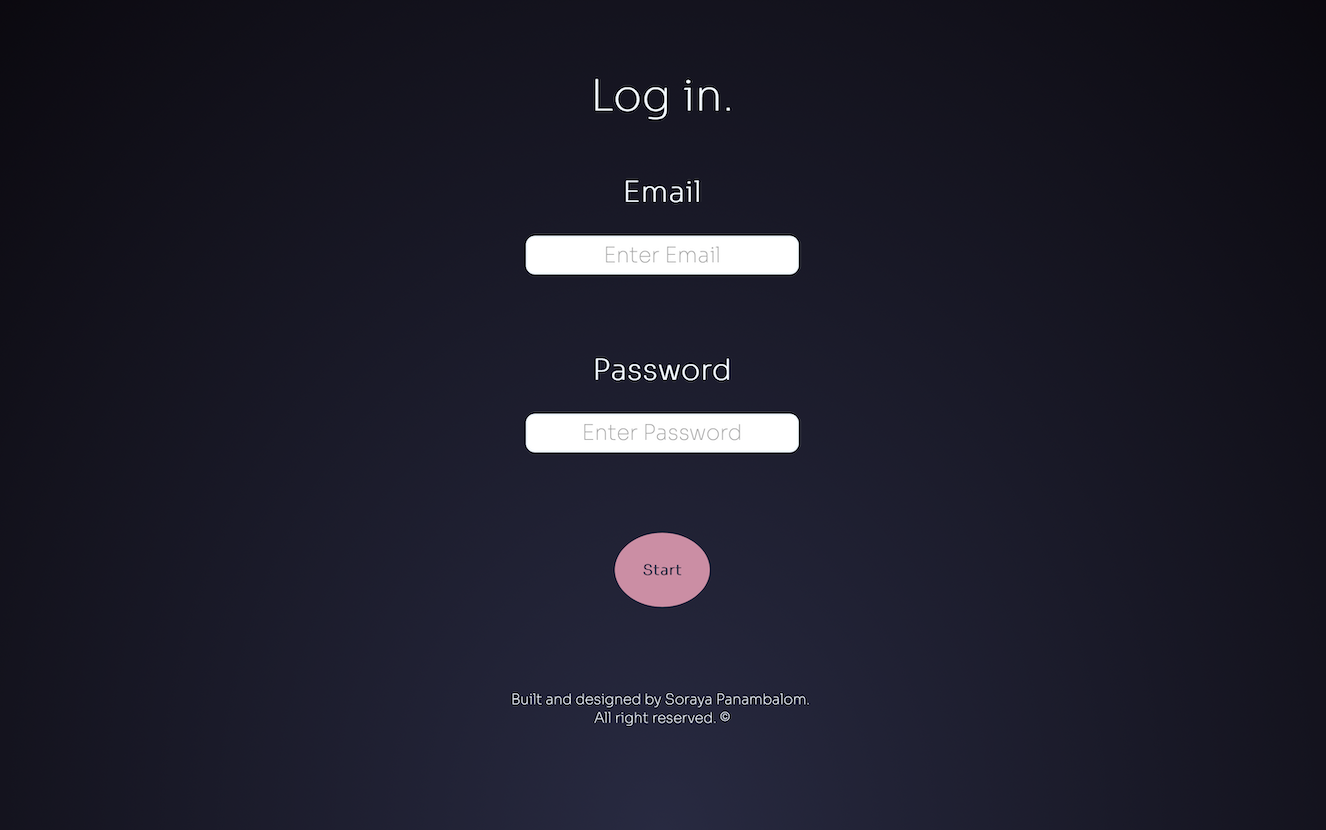 Log in.
Email
Enter Email
Password
Enter Password
Start
Built and designed by Soraya Panambalom.
All right reserved. ©